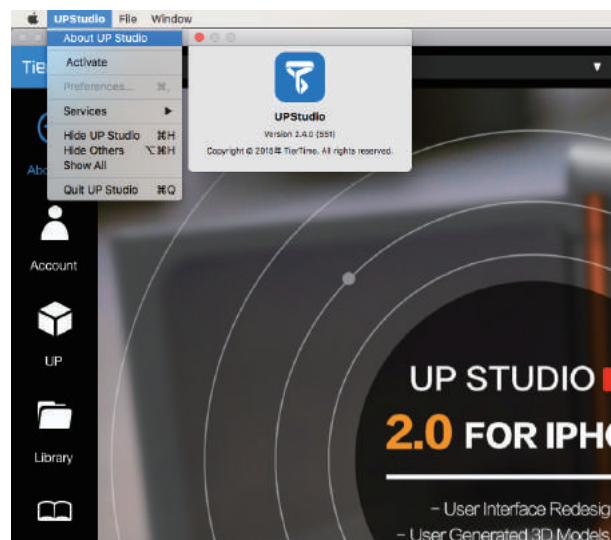 UPStudio File Window
About UP Studio
Activate
Preferences... ⌘,
Services ▶
Hide UP Studio ⌘H
Hide Others ⌥⌘H
Show All
Quit UP Studio ⌘Q
UPStudio
Version 2.4.0 (551)
Copyright © 2018年 TierTime. All rights reserved.
Tie
Abo
Account
UP
Library
UP STUDIO
2.0 FOR IPHO
– User Interface Redesig
– User Generated 3D Models